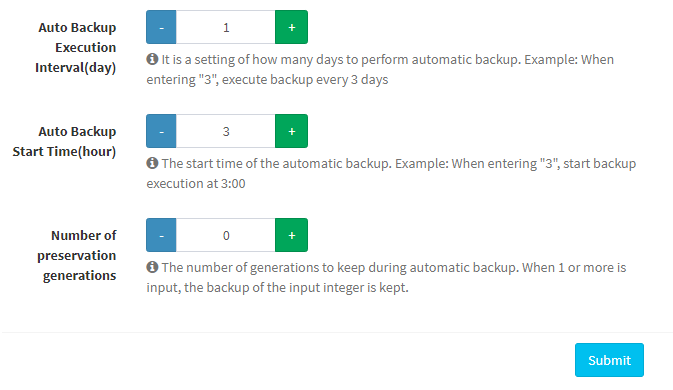 Auto Backup
Execution
Interval(day)
- 1 +
It is a setting of how many days to perform automatic backup. Example: When
entering "3", execute backup every 3 days
Auto Backup
Start Time(hour)
- 3 +
The start time of the automatic backup. Example: When entering "3", start backup
execution at 3:00
Number of
preservation
generations
- 0 +
The number of generations to keep during automatic backup. When 1 or more is
input, the backup of the input integer is kept.
Submit